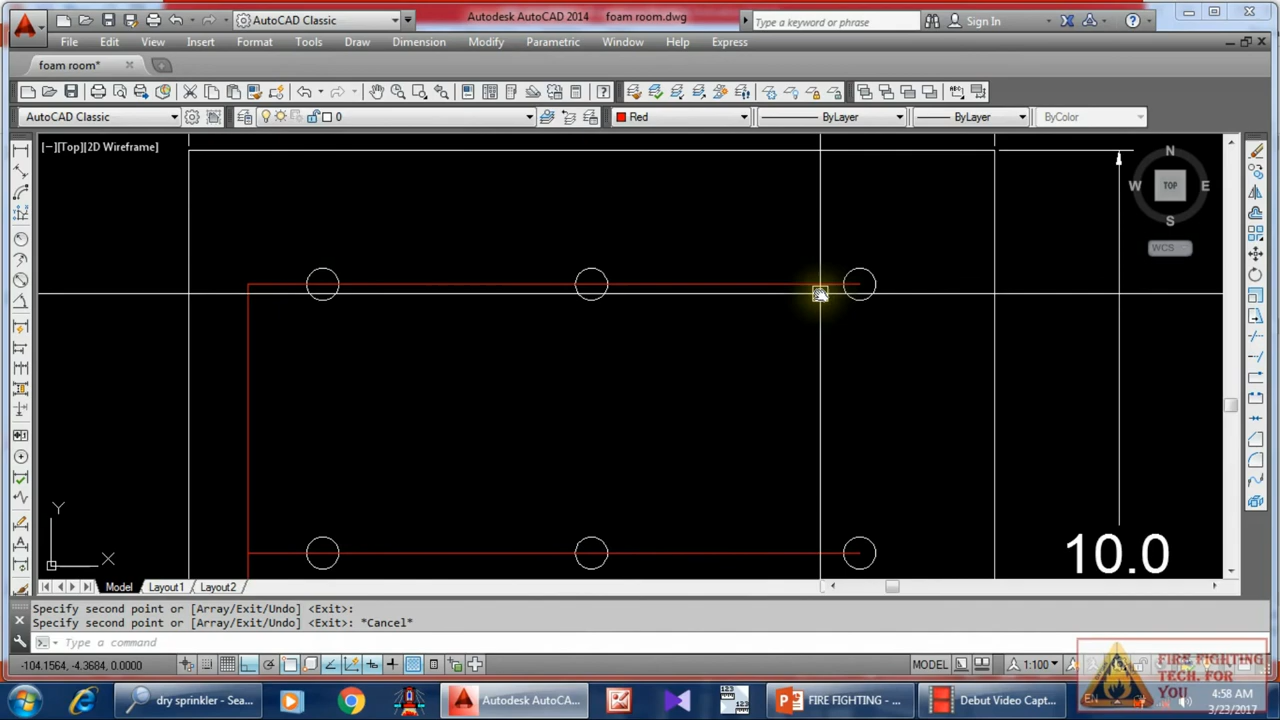 AutoCAD Classic
Autodesk AutoCAD 2014 foam room.dwg
Type a keyword or phrase
Sign In
File Edit View Insert Format Tools Draw Dimension Modify Parametric Window Help Express
foam room*
AutoCAD Classic
0
Red
ByLayer
ByLayer
ByColor
[−][Top][2D Wireframe]
N
W TOP E
S
WCS
10.0
Y
X
Model Layout1 Layout2
Specify second point or [Array/Exit/Undo] <Exit>:
Specify second point or [Array/Exit/Undo] <Exit>: *Cancel*
Type a command
-104.1564, -4.3684, 0.0000
MODEL
1:100
FIRE FIGHTING
TECH. FOR
YOU
dry sprinkler - Sea...
Autodesk AutoCA...
FIRE FIGHTING - ...
Debut Video Capt...
EN
4:58 AM
3/23/2017